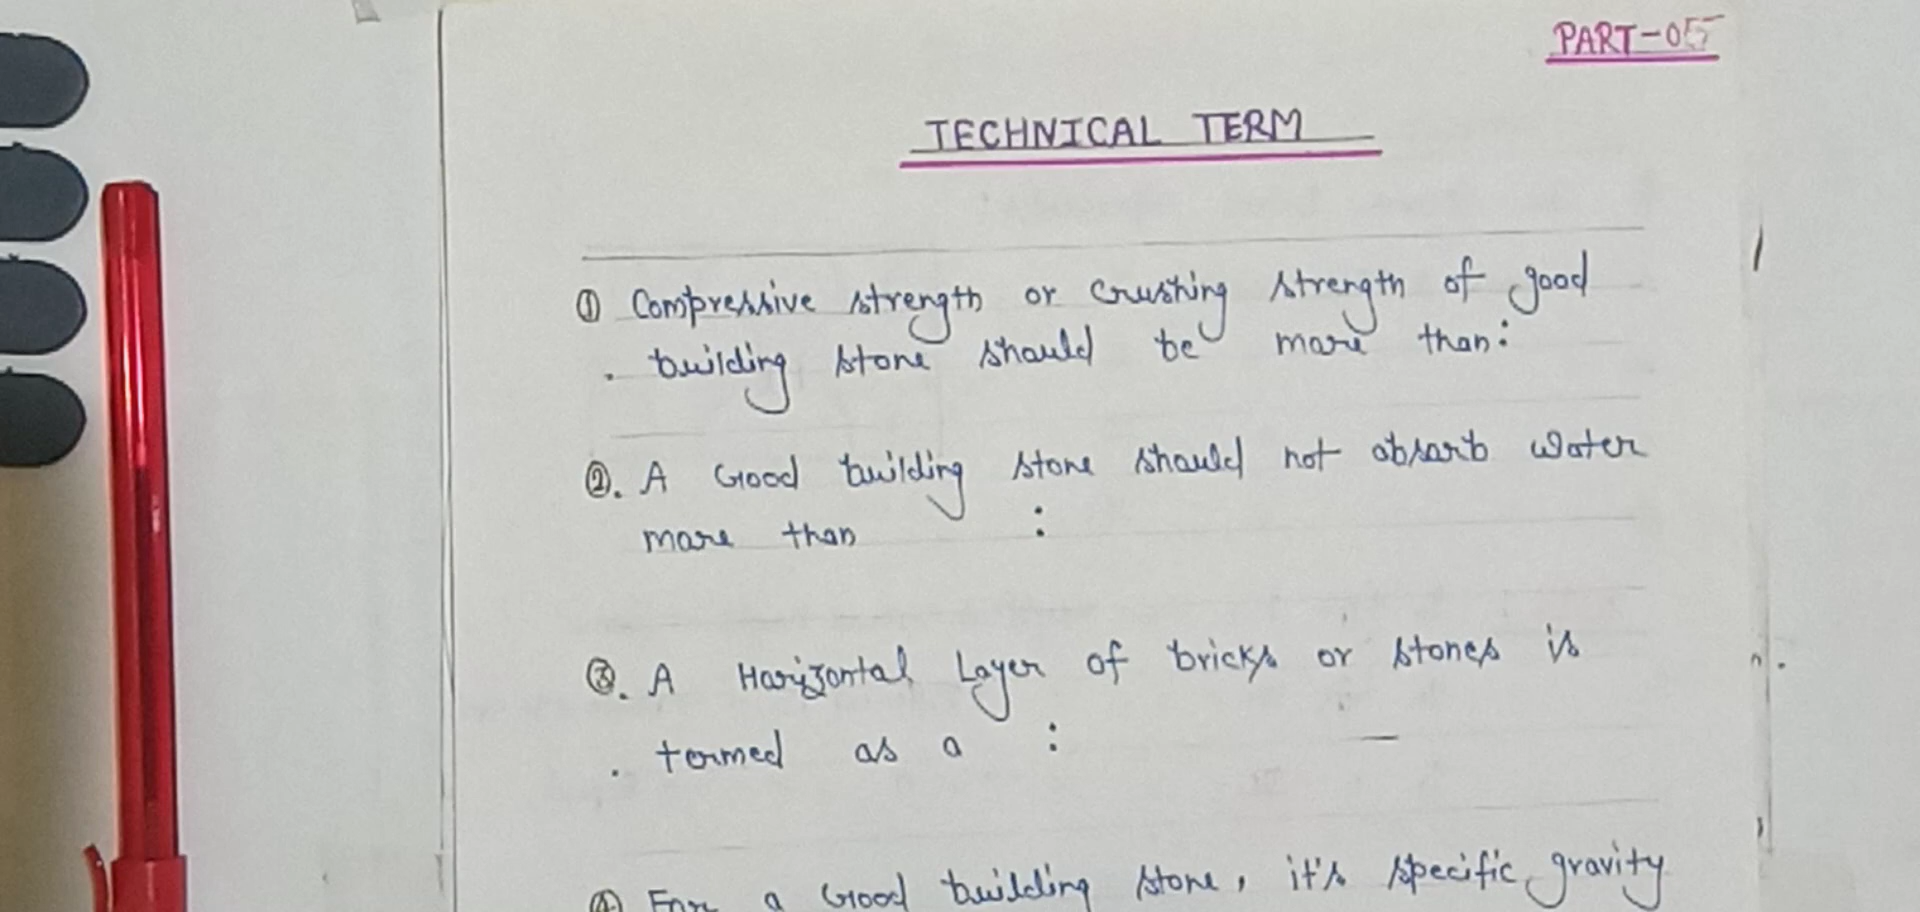 PART-05
TECHNICAL TERM
① Compressive strength or crushing strength of good
building stone should be more than:
②. A Good building stone should not absorb water
more than :
③. A Horizontal Layer of bricks or stones is
termed as a : —
④ For a Good building stone, it's specific gravity